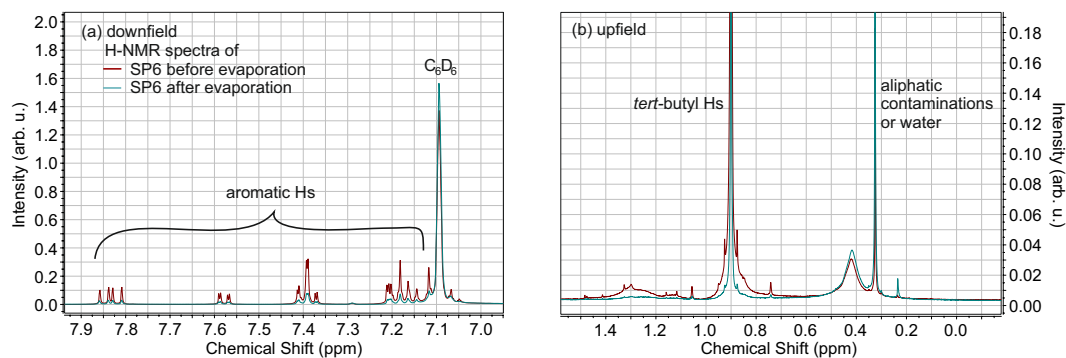 (a) downfield
H-NMR spectra of
SP6 before evaporation
SP6 after evaporation
C6D6
aromatic Hs
Intensity (arb. u.)
2.0
1.8
1.6
1.4
1.2
1.0
0.8
0.6
0.4
0.2
0.0
7.9 7.8 7.7 7.6 7.5 7.4 7.3 7.2 7.1 7.0
Chemical Shift (ppm)
(b) upfield
tert-butyl Hs
aliphatic
contaminations
or water
0.18
0.16
0.14
0.12
0.10
0.08
0.06
0.04
0.02
0.00
Intensity (arb. u.)
1.4 1.2 1.0 0.8 0.6 0.4 0.2 0.0
Chemical Shift (ppm)